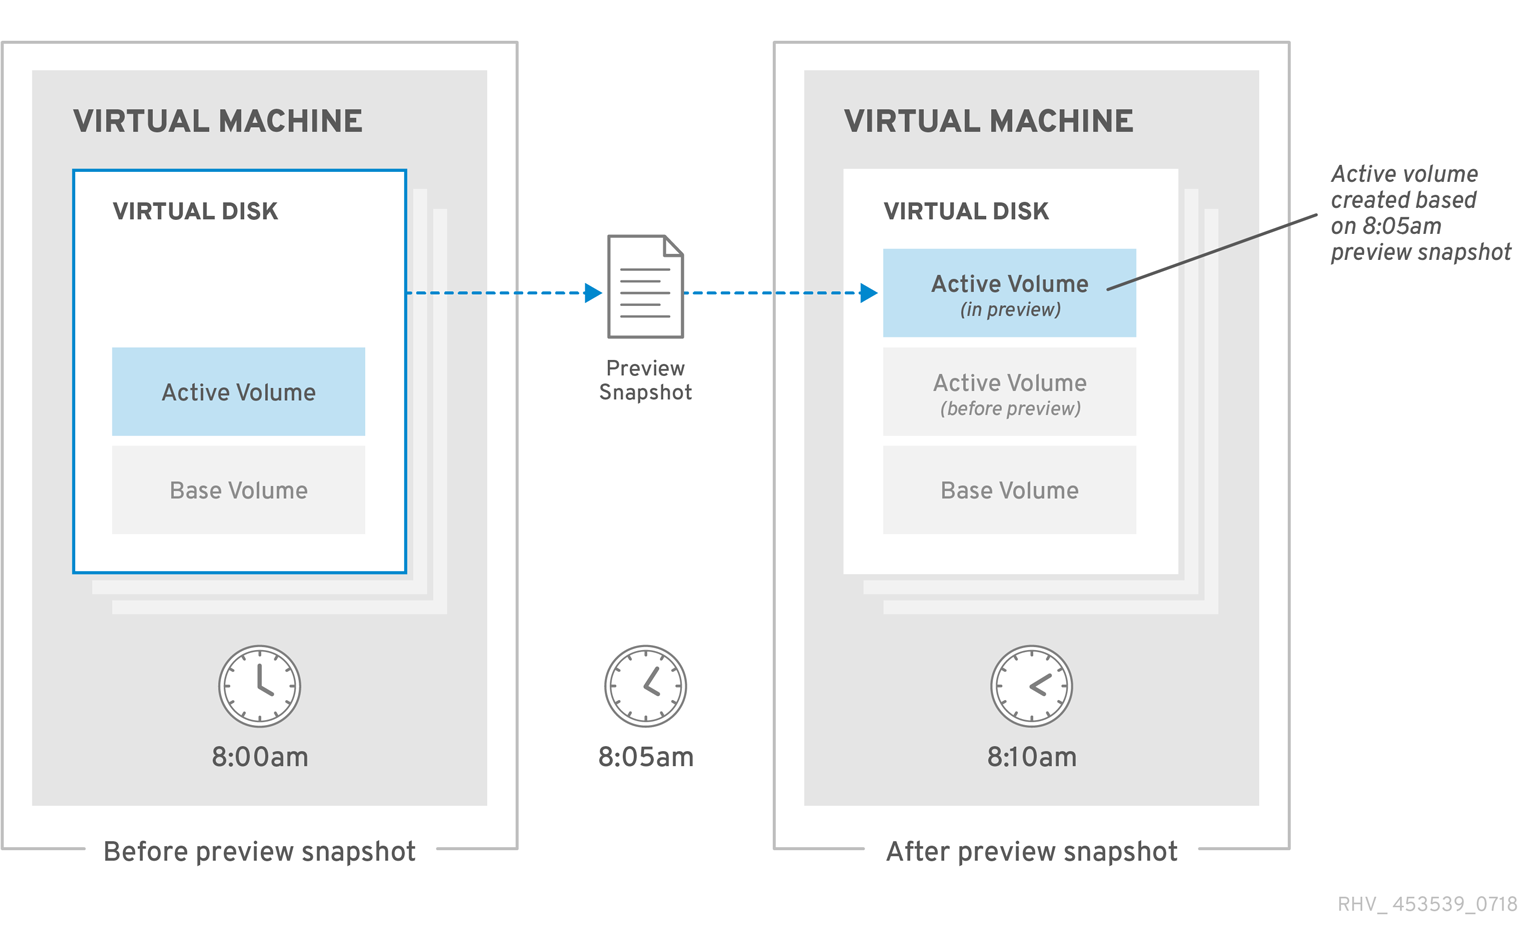 VIRTUAL MACHINE
VIRTUAL DISK
Active Volume
Base Volume
8:00am
Before preview snapshot
Preview
Snapshot
8:05am
VIRTUAL MACHINE
VIRTUAL DISK
Active Volume
(in preview)
Active Volume
(before preview)
Base Volume
8:10am
After preview snapshot
Active volume
created based
on 8:05am
preview snapshot
RHV_ 453539_0718